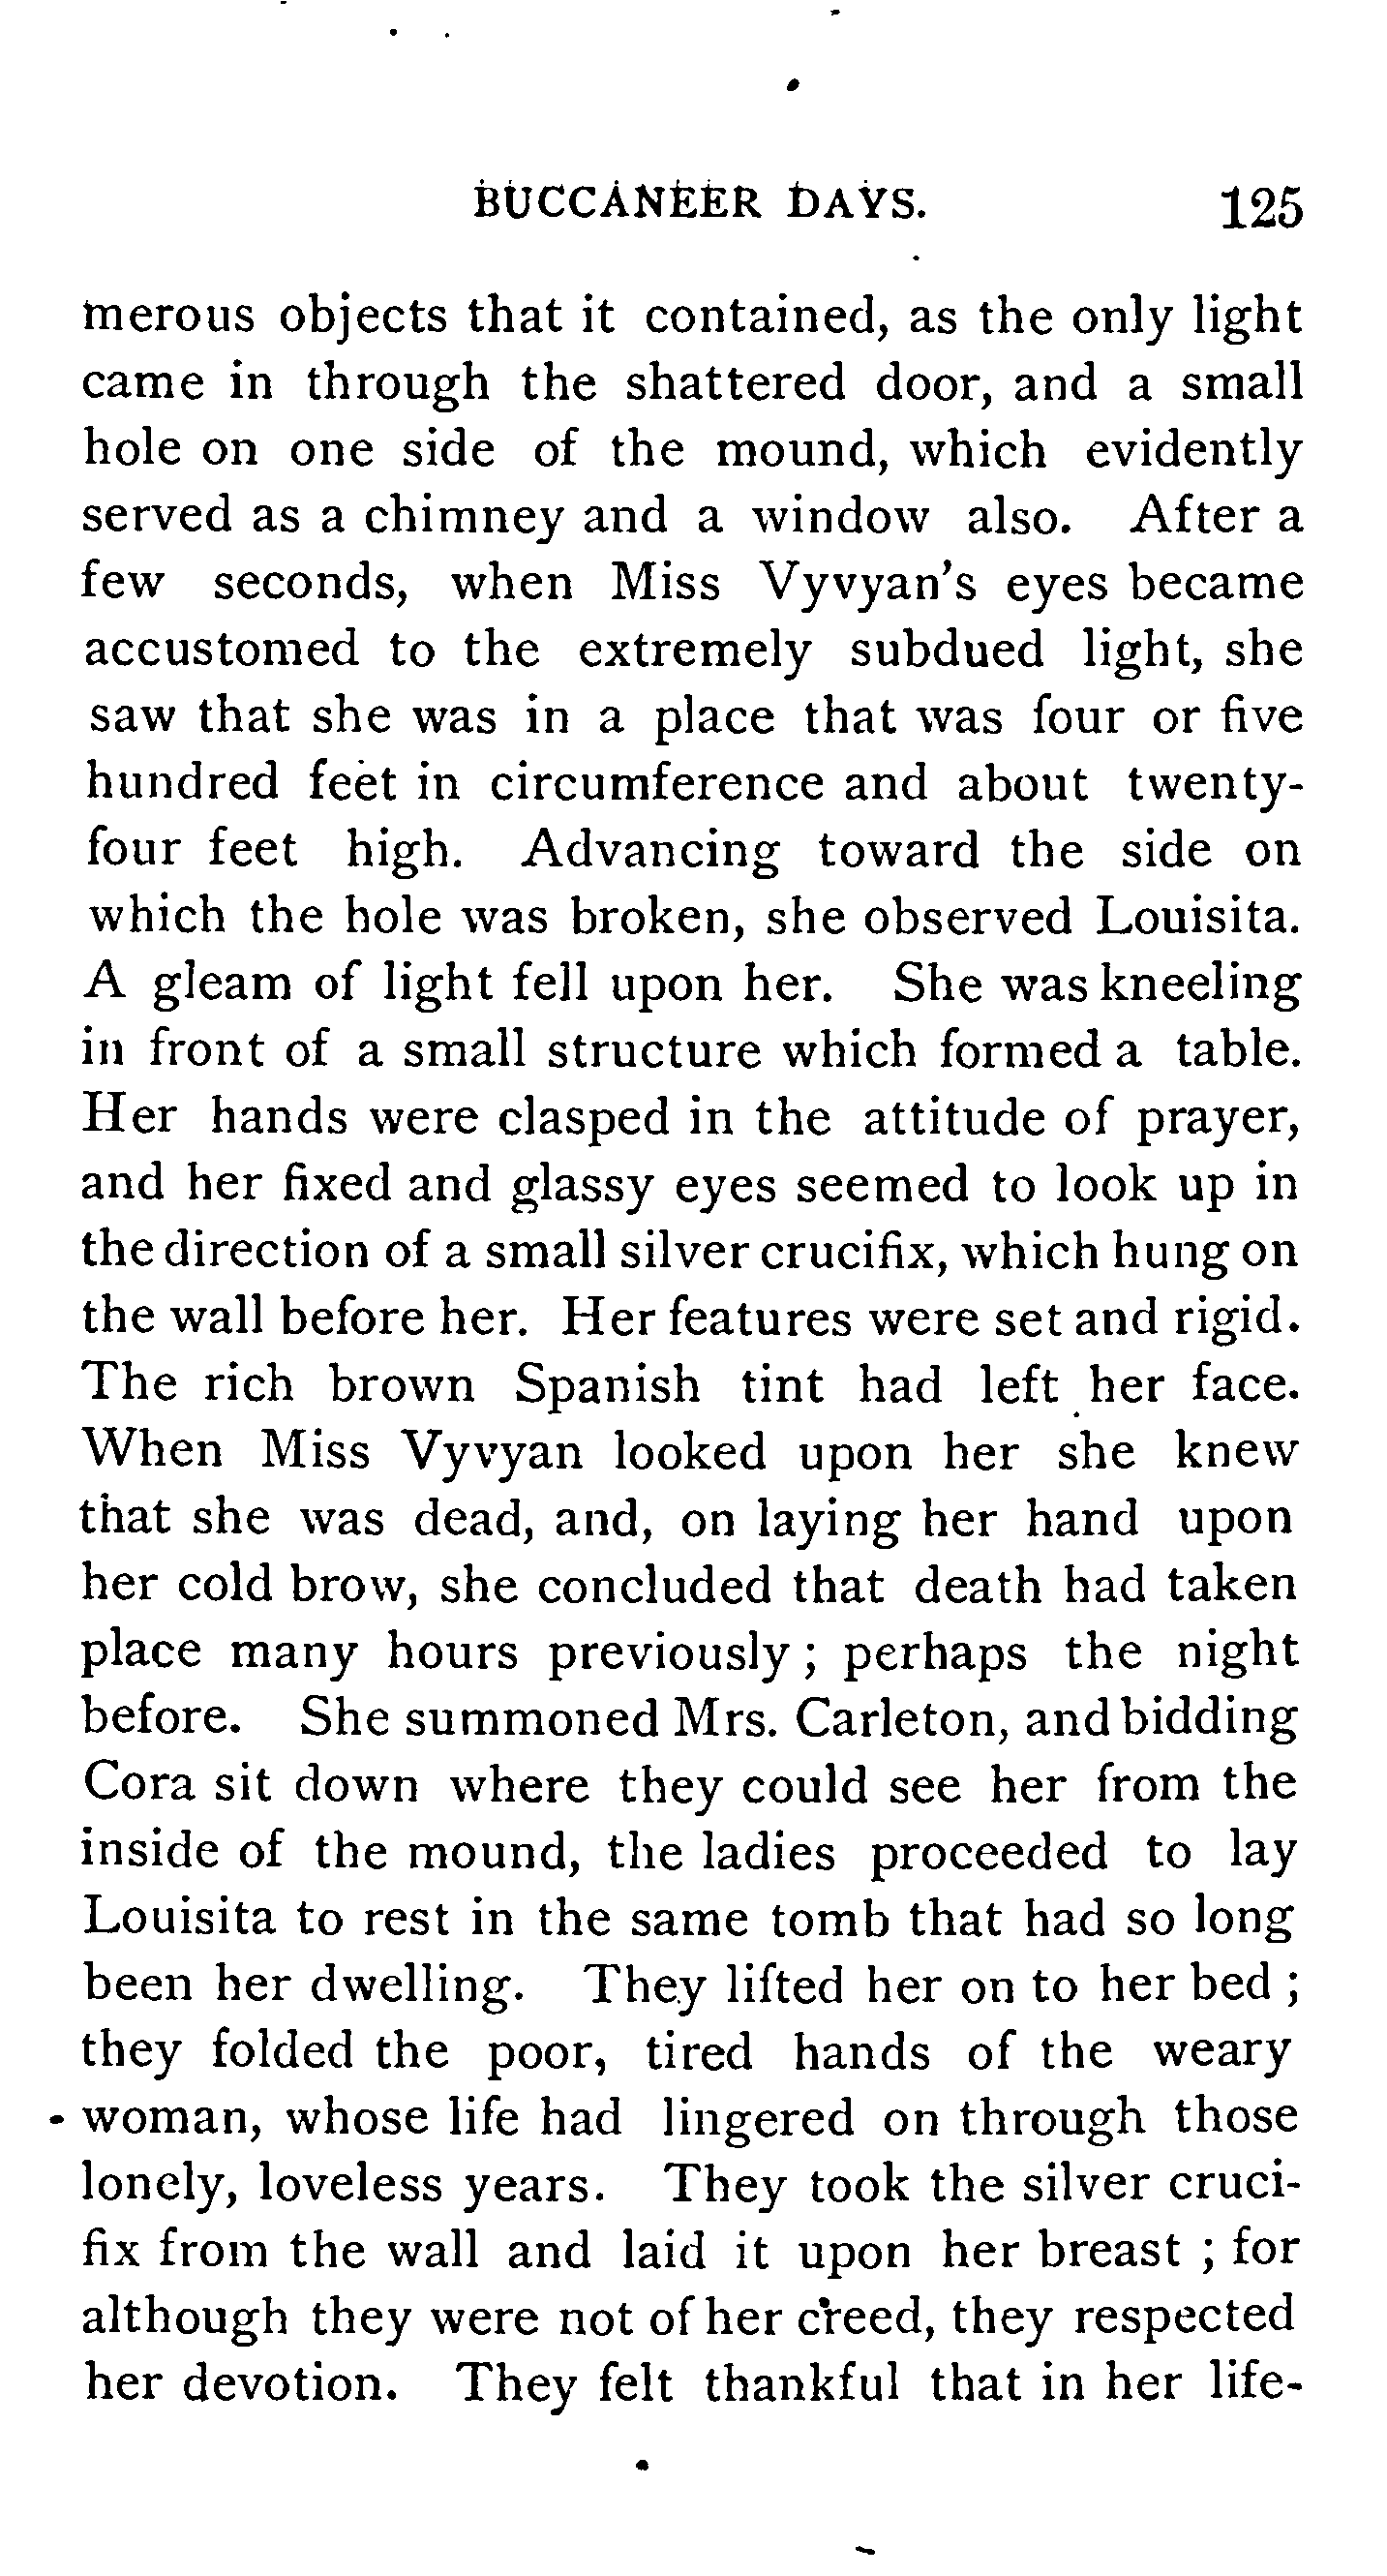 BUCCANEER DAYS. 125
merous objects that it contained, as the only light
came in through the shattered door, and a small
hole on one side of the mound, which evidently
served as a chimney and a window also. After a
few seconds, when Miss Vyvyan's eyes became
accustomed to the extremely subdued light, she
saw that she was in a place that was four or five
hundred feet in circumference and about twenty-
four feet high. Advancing toward the side on
which the hole was broken, she observed Louisita.
A gleam of light fell upon her. She was kneeling
in front of a small structure which formed a table.
Her hands were clasped in the attitude of prayer,
and her fixed and glassy eyes seemed to look up in
the direction of a small silver crucifix, which hung on
the wall before her. Her features were set and rigid.
The rich brown Spanish tint had left her face.
When Miss Vyvyan looked upon her she knew
that she was dead, and, on laying her hand upon
her cold brow, she concluded that death had taken
place many hours previously ; perhaps the night
before. She summoned Mrs. Carleton, and bidding
Cora sit down where they could see her from the
inside of the mound, the ladies proceeded to lay
Louisita to rest in the same tomb that had so long
been her dwelling. They lifted her on to her bed ;
they folded the poor, tired hands of the weary
woman, whose life had lingered on through those
lonely, loveless years. They took the silver cruci-
fix from the wall and laid it upon her breast ; for
although they were not of her creed, they respected
her devotion. They felt thankful that in her life-